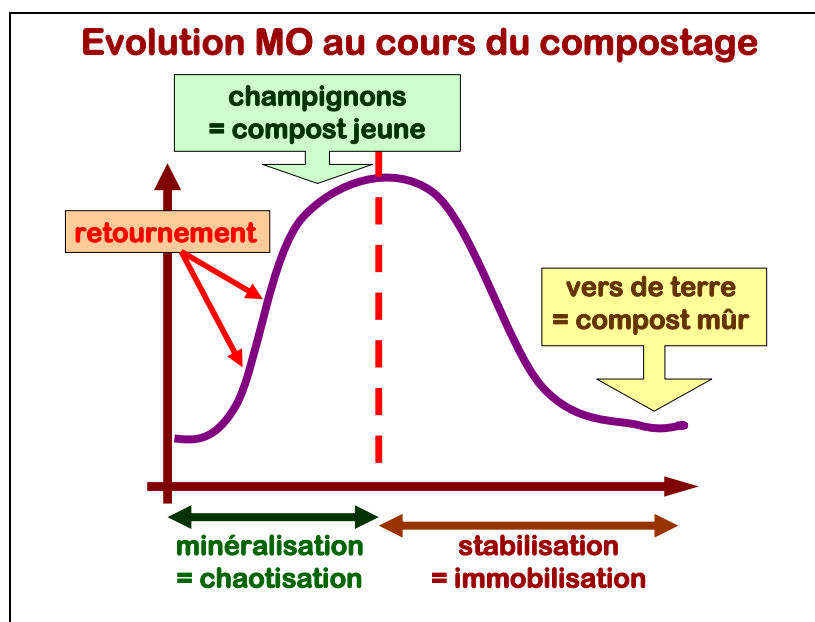 Evolution MO au cours du compostage
champignons
= compost jeune
retournement
vers de terre
= compost mûr
minéralisation
= chaotisation
stabilisation
= immobilisation